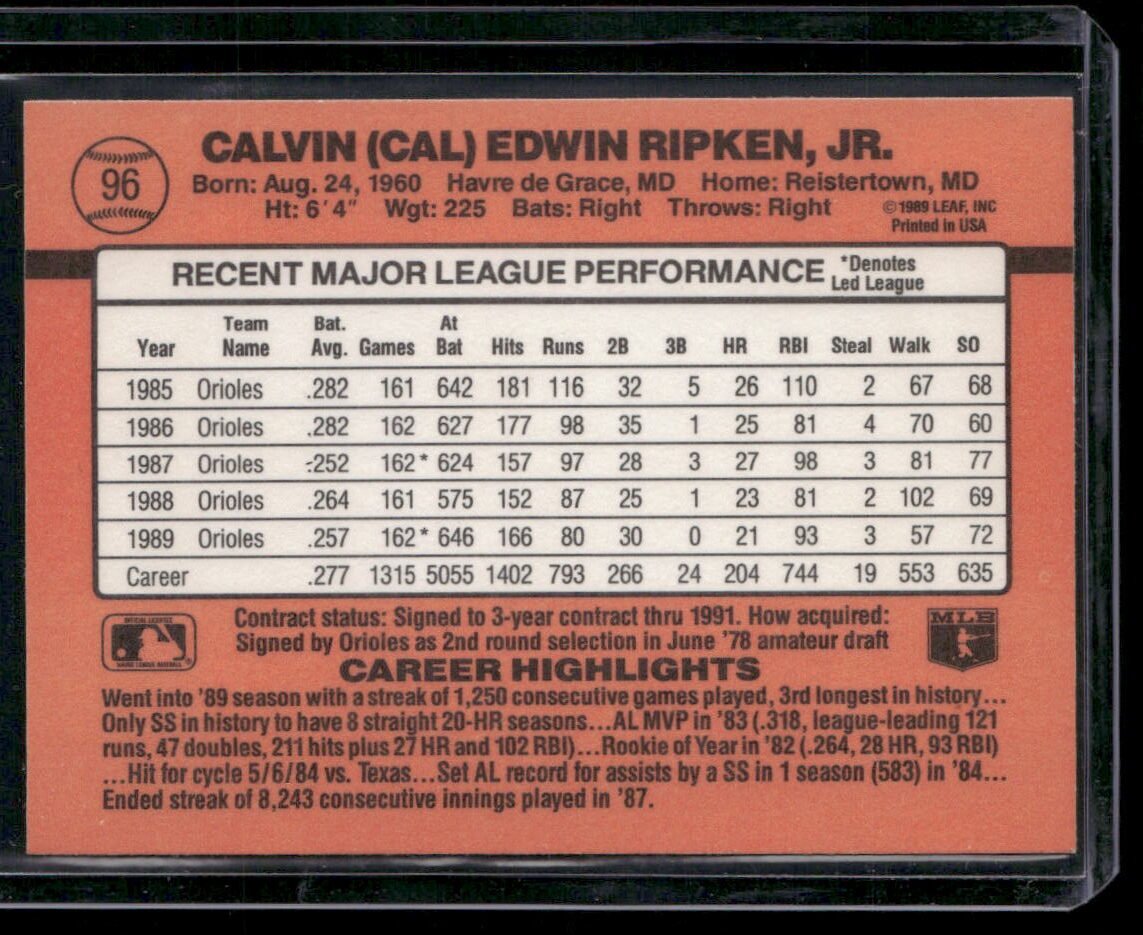 96
CALVIN (CAL) EDWIN RIPKEN, JR.
Born: Aug. 24, 1960 Havre de Grace, MD Home: Reistertown, MD
Ht: 6'4" Wgt: 225 Bats: Right Throws: Right ©1989 LEAF, INC
Printed in USA
RECENT MAJOR LEAGUE PERFORMANCE *Denotes
Led League
Year Team Name Bat. Avg. Games At Bat Hits Runs 2B 3B HR RBI Steal Walk SO
1985 Orioles .282 161 642 181 116 32 5 26 110 2 67 68
1986 Orioles .282 162 627 177 98 35 1 25 81 4 70 60
1987 Orioles .252 162* 624 157 97 28 3 27 98 3 81 77
1988 Orioles .264 161 575 152 87 25 1 23 81 2 102 69
1989 Orioles .257 162* 646 166 80 30 0 21 93 3 57 72
Career .277 1315 5055 1402 793 266 24 204 744 19 553 635
OFFICIAL LICENSEE
MAJOR LEAGUE BASEBALL
Contract status: Signed to 3-year contract thru 1991. How acquired:
Signed by Orioles as 2nd round selection in June '78 amateur draft
MLB
CAREER HIGHLIGHTS
Went into '89 season with a streak of 1,250 consecutive games played, 3rd longest in history...
Only SS in history to have 8 straight 20-HR seasons...AL MVP in '83 (.318, league-leading 121
runs, 47 doubles, 211 hits plus 27 HR and 102 RBI)...Rookie of Year in '82 (.264, 28 HR, 93 RBI)
...Hit for cycle 5/6/84 vs. Texas...Set AL record for assists by a SS in 1 season (583) in '84...
Ended streak of 8,243 consecutive innings played in '87.